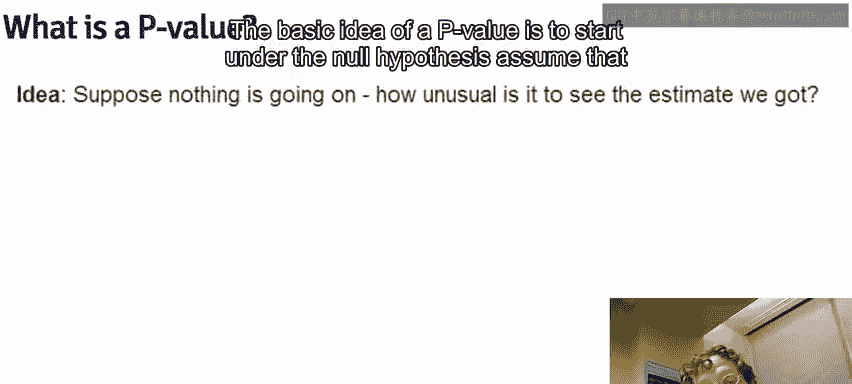 What is a P-value?
The basic idea of a P-value is to start
under the null hypothesis assume that
Idea: Suppose nothing is going on - how unusual is it to see the estimate we got?